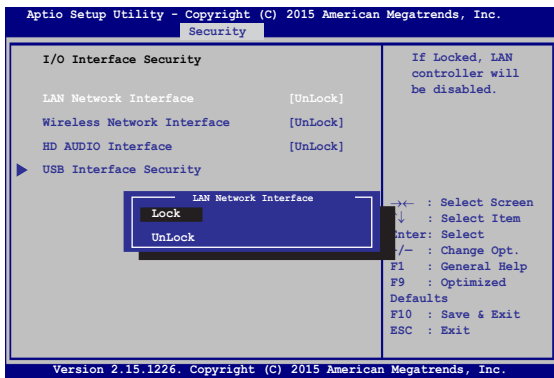 Aptio Setup Utility - Copyright (C) 2015 American Megatrends, Inc.
Security
I/O Interface Security
LAN Network Interface [UnLock]
Wireless Network Interface [UnLock]
HD AUDIO Interface [UnLock]
USB Interface Security
LAN Network Interface
Lock
UnLock
If Locked, LAN
controller will
be disabled.
→← : Select Screen
↑↓ : Select Item
Enter: Select
+/— : Change Opt.
F1 : General Help
F9 : Optimized
Defaults
F10 : Save & Exit
ESC : Exit
Version 2.15.1226. Copyright (C) 2015 American Megatrends, Inc.